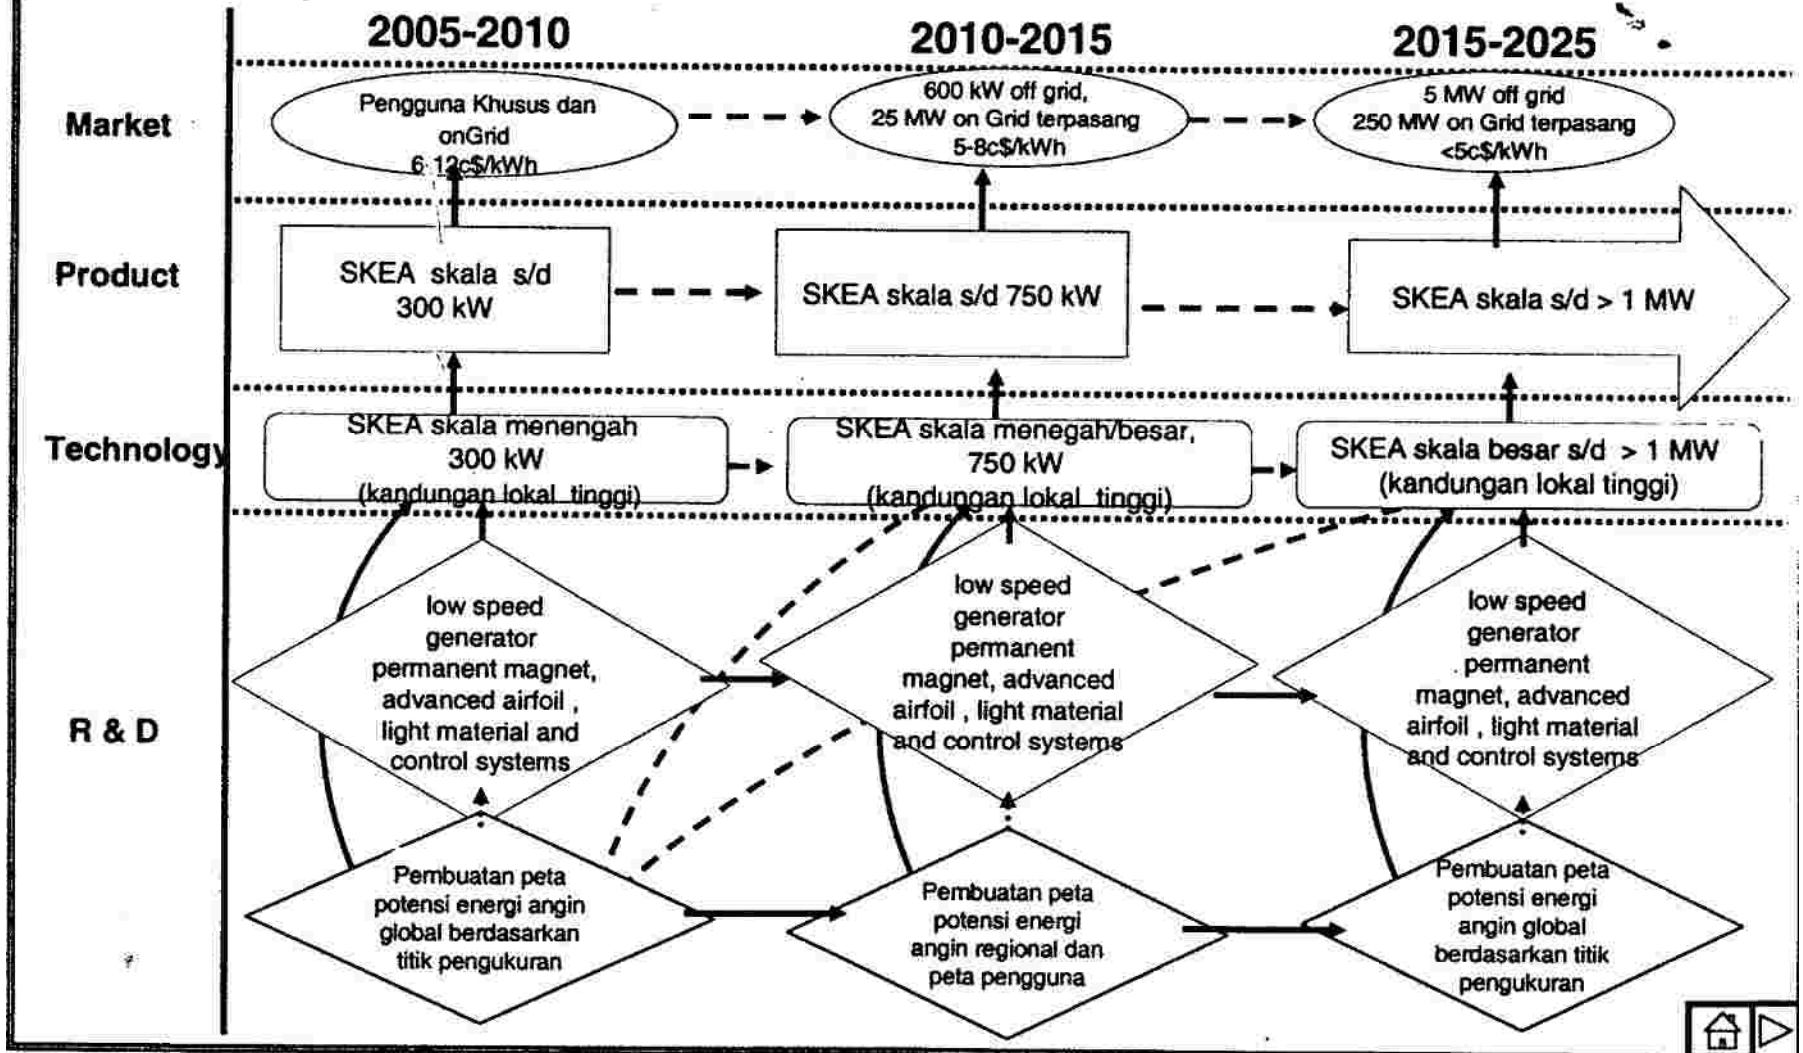 2005-2010
2010-2015
2015-2025
Market
Pengguna Khusus dan
onGrid
6-12c$/kWh
600 kW off grid,
25 MW on Grid terpasang
5-8c$/kWh
5 MW off grid
250 MW on Grid terpasang
<5c$/kWh
Product
SKEA skala s/d
300 kW
SKEA skala s/d 750 kW
SKEA skala s/d > 1 MW
Technology
SKEA skala menengah
300 kW
(kandungan lokal tinggi)
SKEA skala menegah/besar,
750 kW
(kandungan lokal tinggi)
SKEA skala besar s/d > 1 MW
(kandungan lokal tinggi)
R & D
low speed
generator
permanent magnet,
advanced airfoil ,
light material and
control systems
low speed
generator
permanent
magnet, advanced
airfoil , light material
and control systems
low speed
generator
permanent
magnet, advanced
airfoil , light material
and control systems
Pembuatan peta
potensi energi angin
global berdasarkan
titik pengukuran
Pembuatan peta
potensi energi
angin regional dan
peta pengguna
Pembuatan peta
potensi energi
angin global
berdasarkan titik
pengukuran